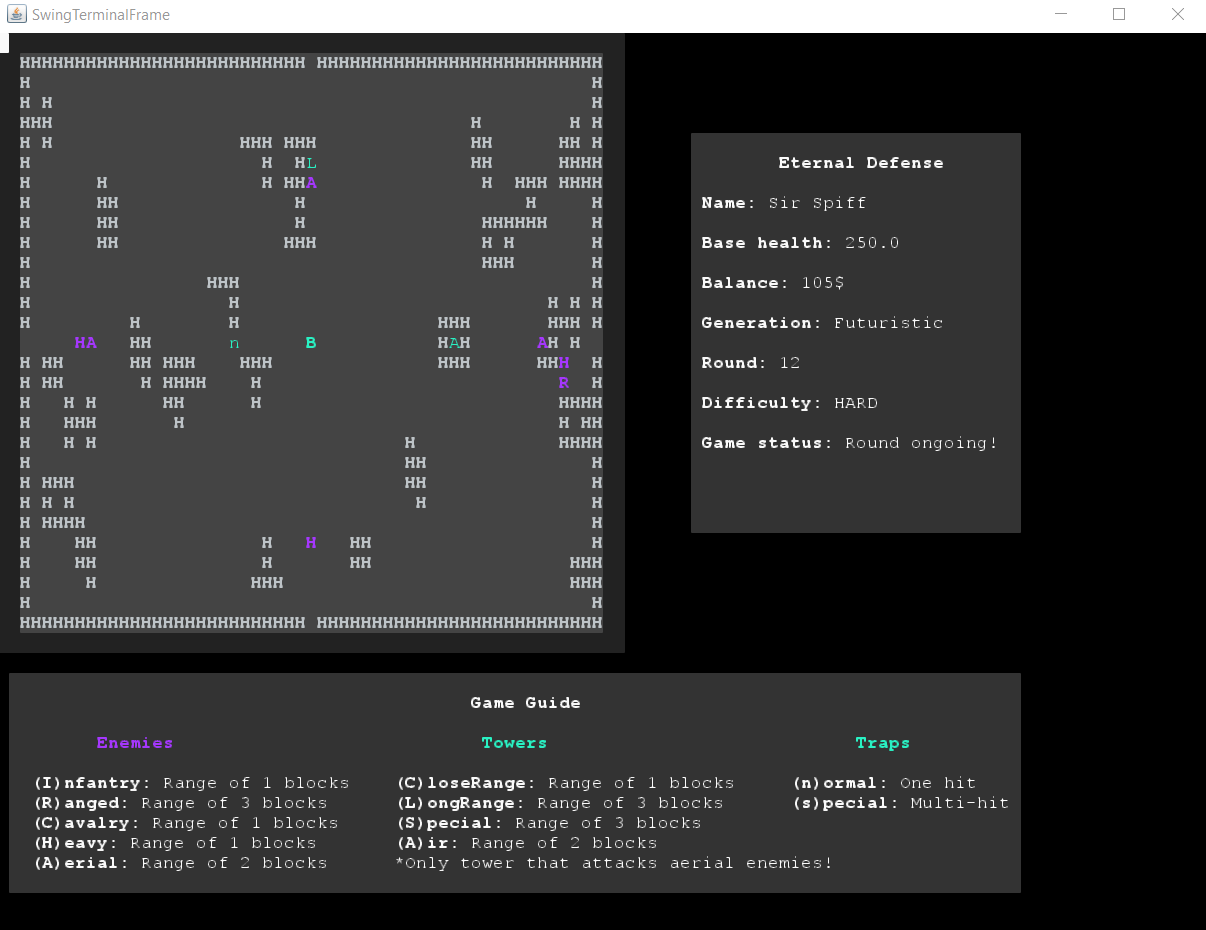 SwingTerminalFrame
HHHHHHHHHHHHHHHHHHHHHHHHHH HHHHHHHHHHHHHHHHHHHHHHHHHH
H                                                   H
H H                                                 H
HHH                                      H        H H
H H                 HHH HHH              HH      HH H
H                     H  HL              HH      HHHH
H      H              H HHA               H  HHH HHHH
H      HH                H                    H     H
H      HH                H                HHHHHH    H
H      HH               HHH               H H       H
H                                         HHH       H
H                HHH                                H
H                  H                            H H H
H         H        H                  HHH       HHH H
     HA   HH       n      B           HAH      AH H
H HH      HH HHH    HHH               HHH      HHH  H
H HH       H HHHH    H                           R  H
H   H H      HH      H                           HHHH
H   HHH       H                                  H HH
H   H H                            H             HHHH
H                                  HH               H
H HHH                              HH               H
H H H                               H               H
H HHHH                                              H
H    HH               H   H   HH                    H
H    HH               H       HH                  HHH
H     H              HHH                          HHH
H                                                   H
HHHHHHHHHHHHHHHHHHHHHHHHHH HHHHHHHHHHHHHHHHHHHHHHHHHH
Eternal Defense
Name: Sir Spiff
Base health: 250.0
Balance: 105$
Generation: Futuristic
Round: 12
Difficulty: HARD
Game status: Round ongoing!
Game Guide
Enemies
(I)nfantry: Range of 1 blocks
(R)anged: Range of 3 blocks
(C)avalry: Range of 1 blocks
(H)eavy: Range of 1 blocks
(A)erial: Range of 2 blocks
Towers
(C)loseRange: Range of 1 blocks
(L)ongRange: Range of 3 blocks
(S)pecial: Range of 3 blocks
(A)ir: Range of 2 blocks
*Only tower that attacks aerial enemies!
Traps
(n)ormal: One hit
(s)pecial: Multi-hit